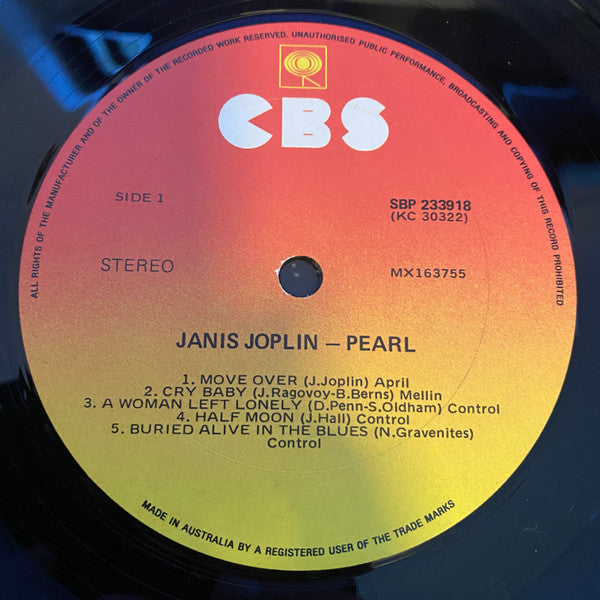 ALL RIGHTS OF THE MANUFACTURER AND OF THE OWNER OF THE RECORDED WORK RESERVED. UNAUTHORISED PUBLIC PERFORMANCE, BROADCASTING AND COPYING OF THIS RECORD PROHIBITED
CBS
SIDE 1
SBP 233918
(KC 30322)
STEREO
MX163755
JANIS JOPLIN — PEARL
1. MOVE OVER (J.Joplin) April
2. CRY BABY (J.Ragovoy-B.Berns) Mellin
3. A WOMAN LEFT LONELY (D.Penn-S.Oldham) Control
4. HALF MOON (J.Hall) Control
5. BURIED ALIVE IN THE BLUES (N.Gravenites)
Control
MADE IN AUSTRALIA BY A REGISTERED USER OF THE TRADE MARKS